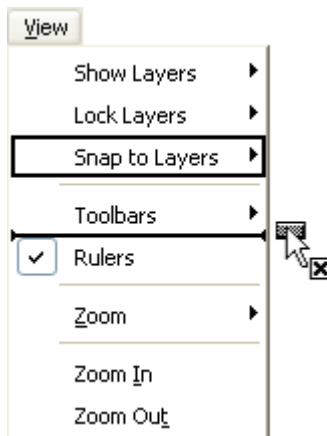 View
Show Layers
Lock Layers
Snap to Layers
Toolbars
Rulers
Zoom
Zoom In
Zoom Out